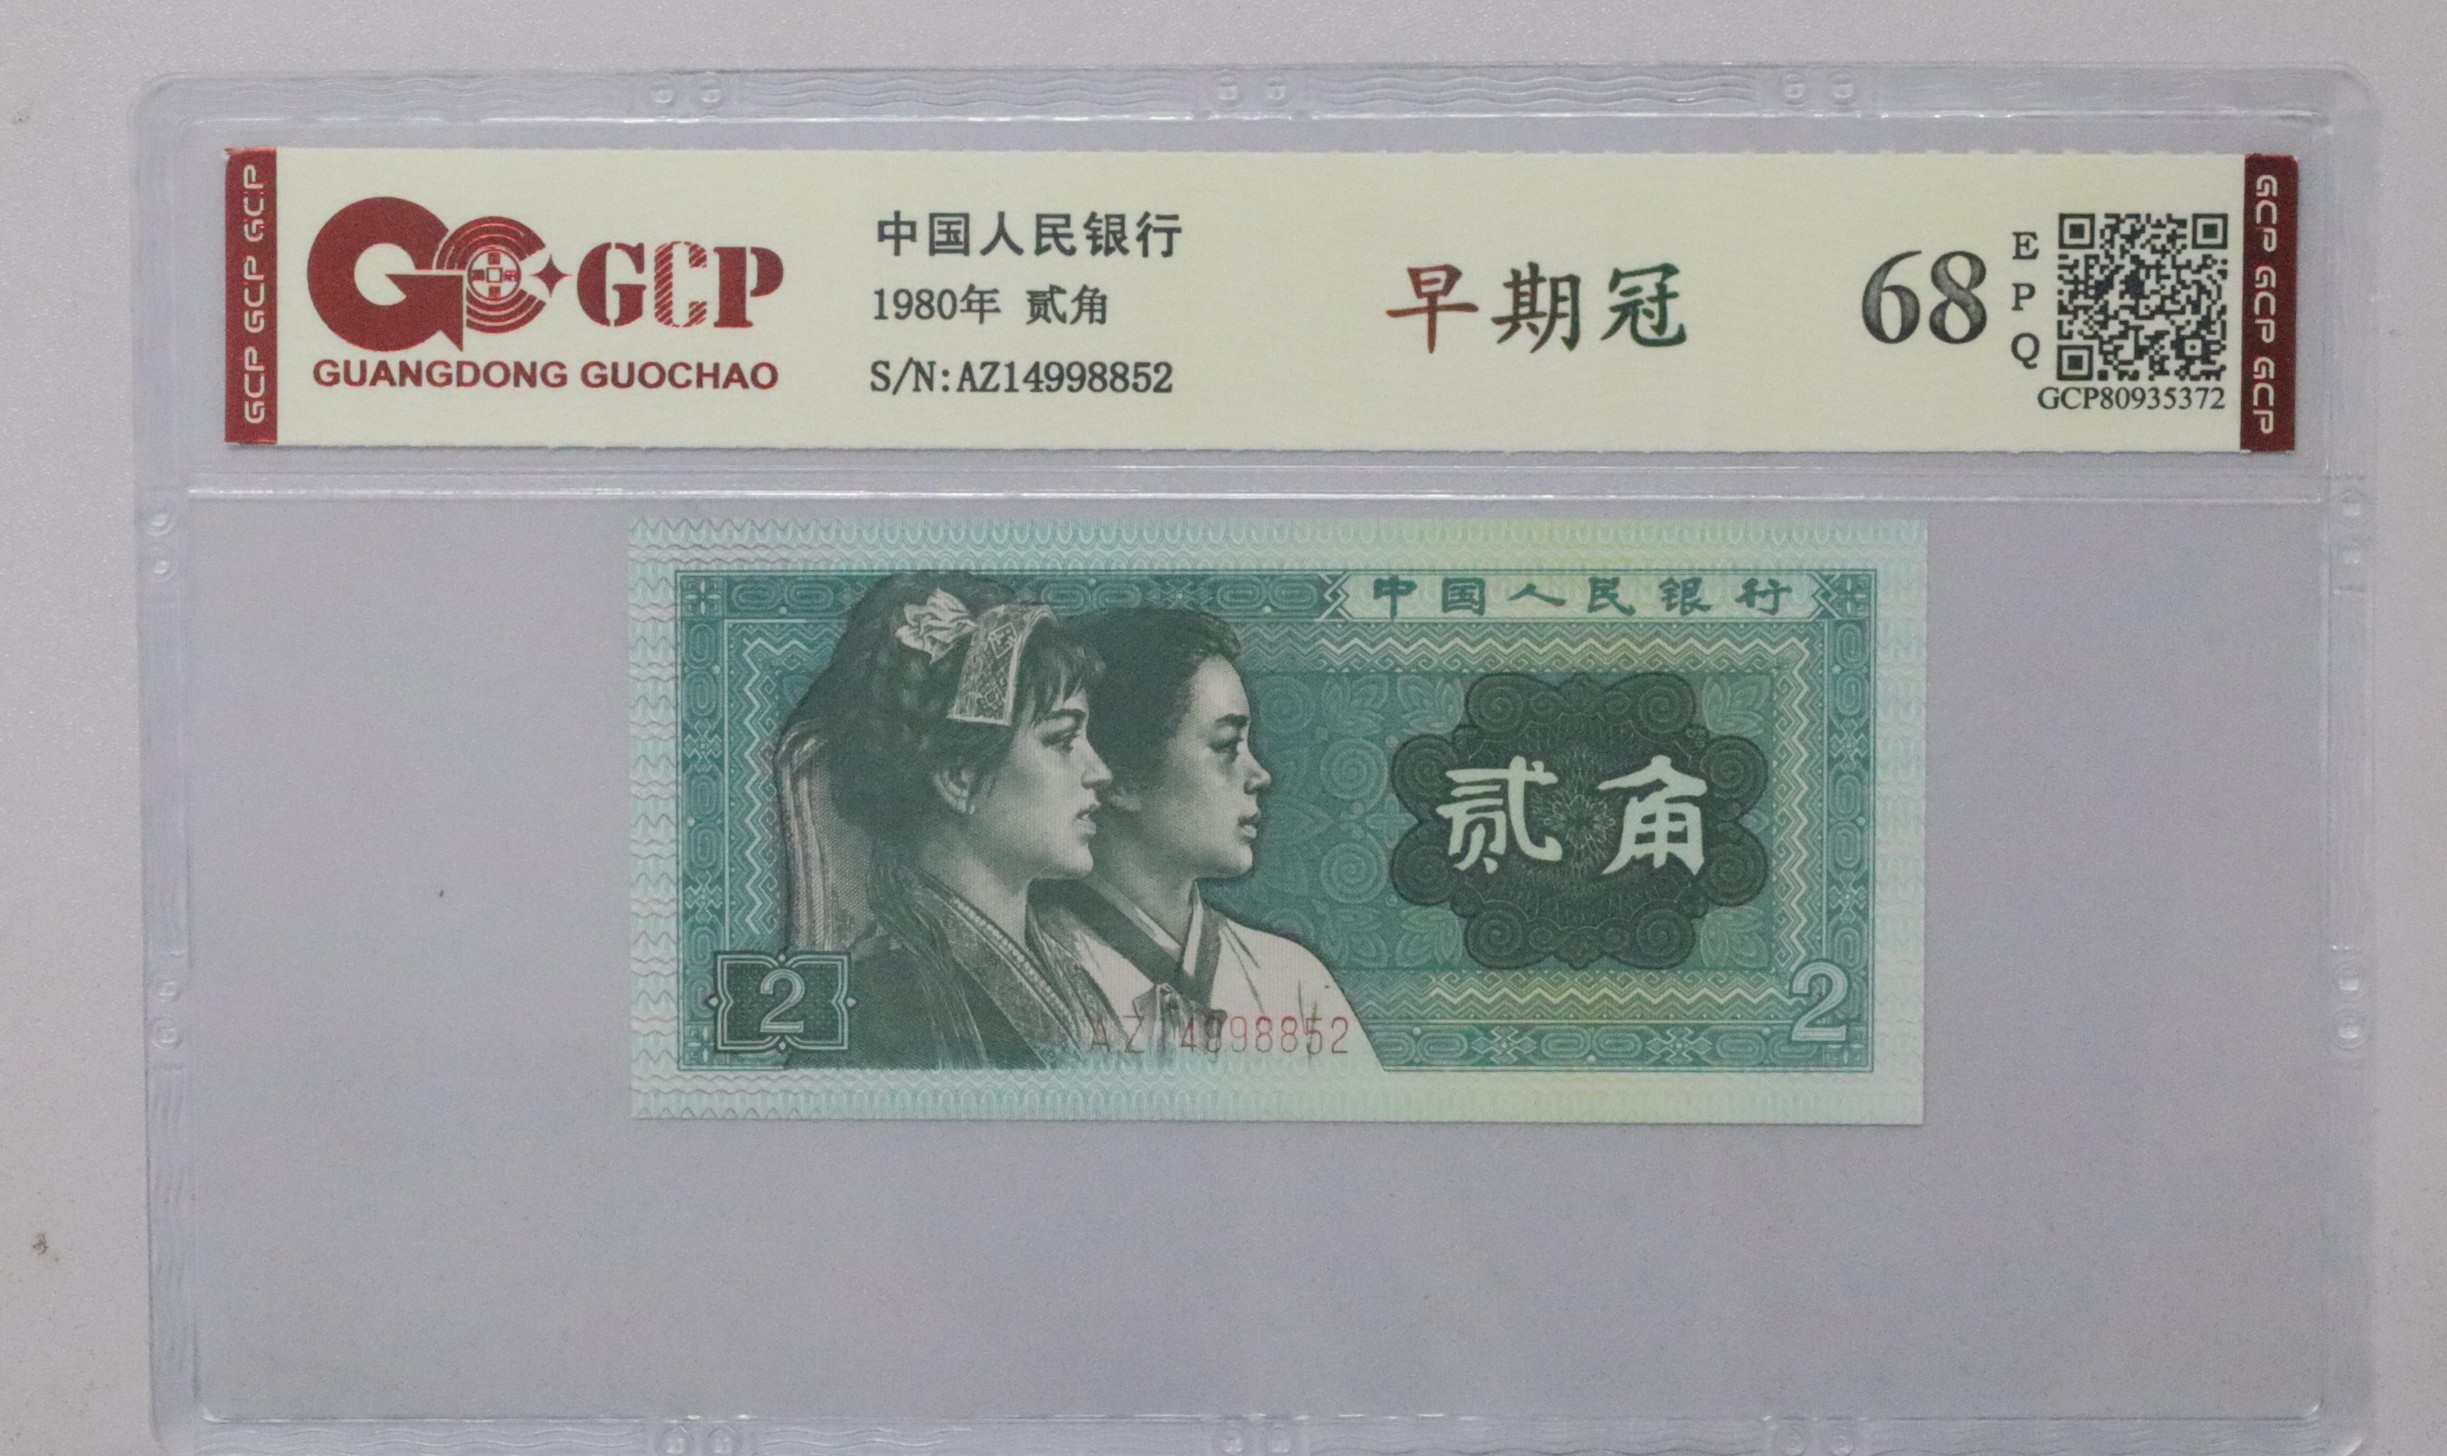 GCP GCP GCP
GCP
GUANGDONG GUOCHAO
中国人民银行
1980年 贰角
S/N:AZ14998852
早期冠
68
E
P
Q
GCP80935372
GCP GCP GCP
中国人民银行
贰角
2
2
AZ14998852